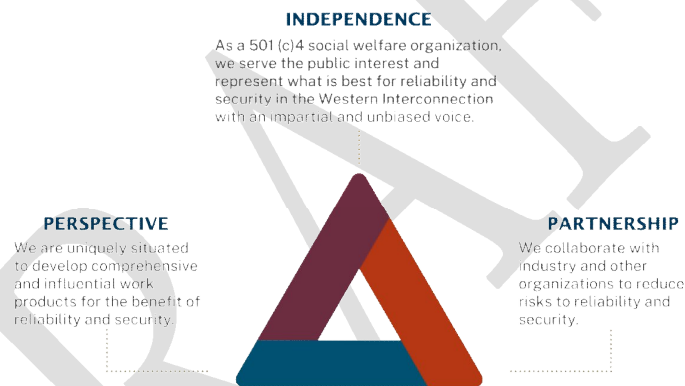 INDEPENDENCE
As a 501 (c)4 social welfare organization,
we serve the public interest and
represent what is best for reliability and
security in the Western Interconnection
with an impartial and unbiased voice.
PERSPECTIVE
We are uniquely situated
to develop comprehensive
and influential work
products for the benefit of
reliability and security.
PARTNERSHIP
We collaborate with
industry and other
organizations to reduce
risks to reliability and
security.